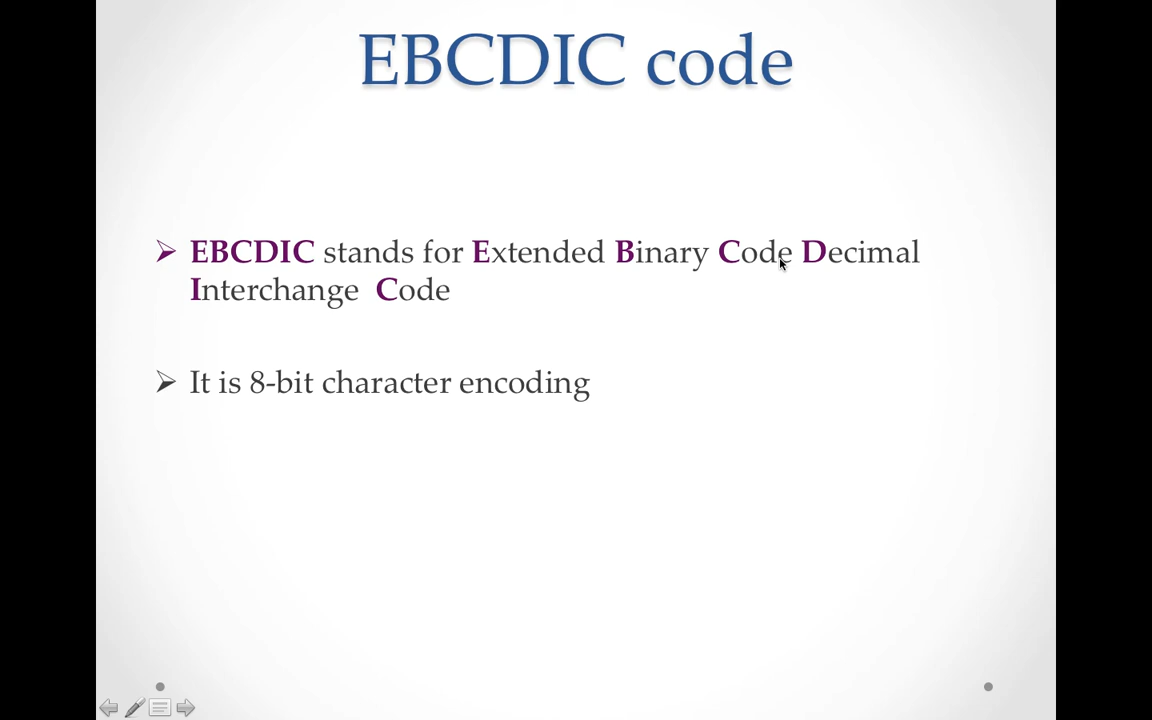 EBCDIC code
EBCDIC stands for Extended Binary Code Decimal
Interchange Code
It is 8-bit character encoding